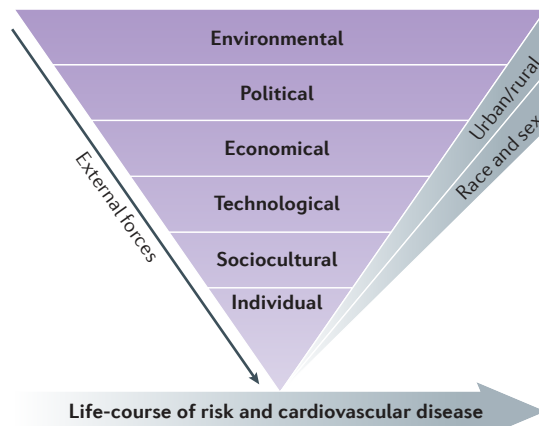 Environmental
Political
Economical
Technological
Sociocultural
Individual
External forces
Urban/rural
Race and sex
Life-course of risk and cardiovascular disease